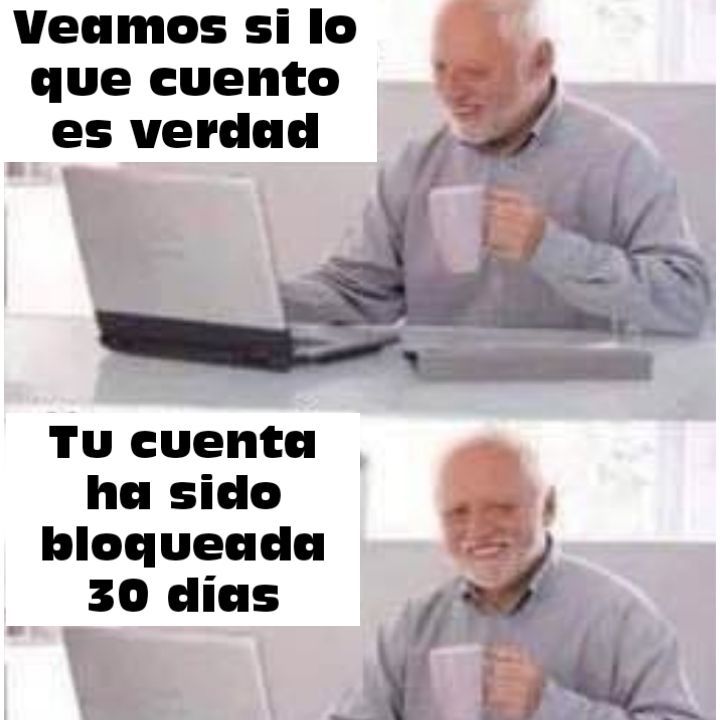 Veamos si lo
que cuento
es verdad
Tu cuenta
ha sido
bloqueada
30 días